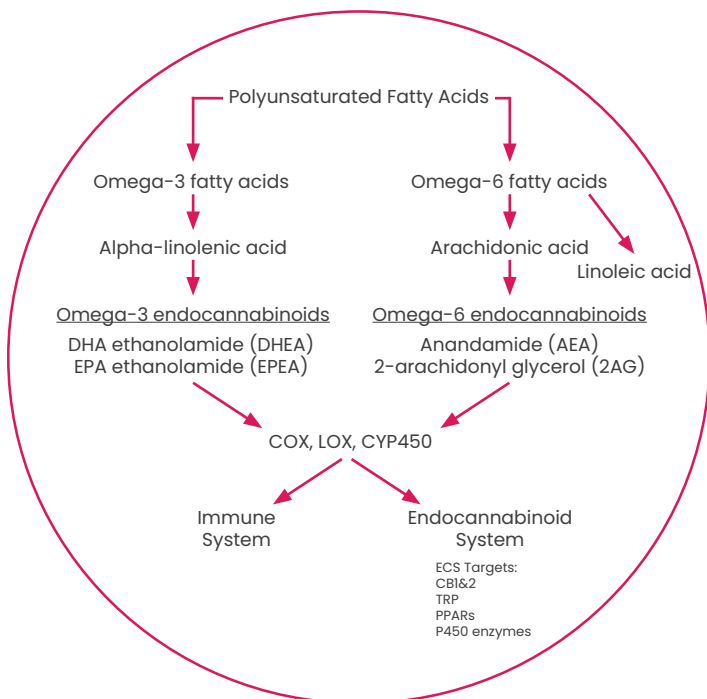 Polyunsaturated Fatty Acids
Omega-3 fatty acids
Omega-6 fatty acids
Alpha-linolenic acid
Arachidonic acid
Linoleic acid
Omega-3 endocannabinoids
DHA ethanolamide (DHEA)
EPA ethanolamide (EPEA)
Omega-6 endocannabinoids
Anandamide (AEA)
2-arachidonyl glycerol (2AG)
COX, LOX, CYP450
Immune
System
Endocannabinoid
System
ECS Targets:
CB1&2
TRP
PPARs
P450 enzymes